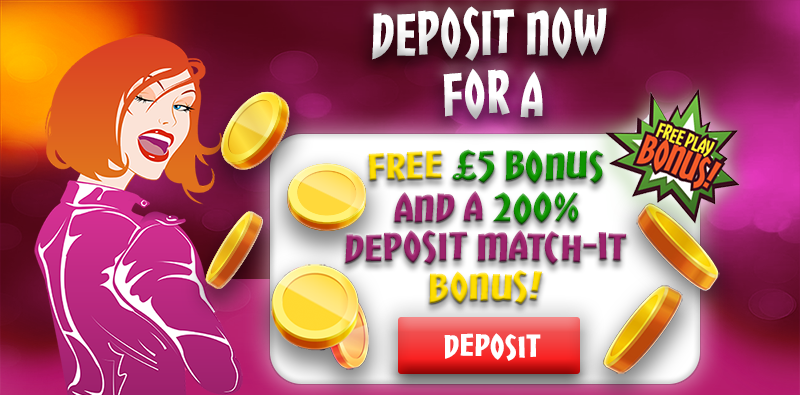 DEPOSIT NOW
FOR A
FREE PLAY
BONUS!
FREE £5 BONUS
AND A 200%
DEPOSIT MATCH-IT
BONUS!
DEPOSIT